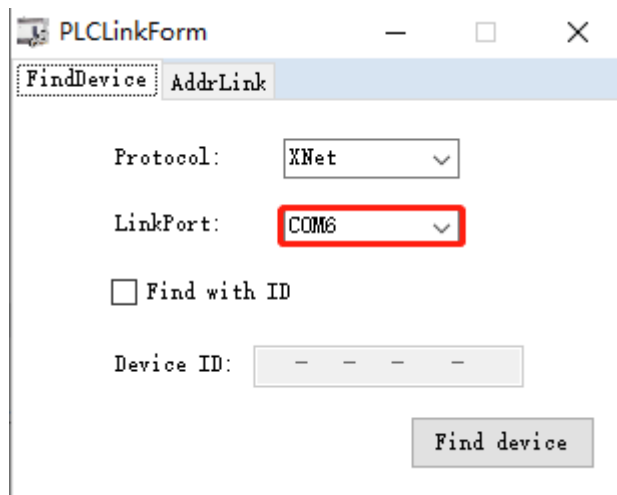 PLCLinkForm
FindDevice AddrLink
Protocol: XNet
LinkPort: COM6
Find with ID
Device ID: - - - -
Find device